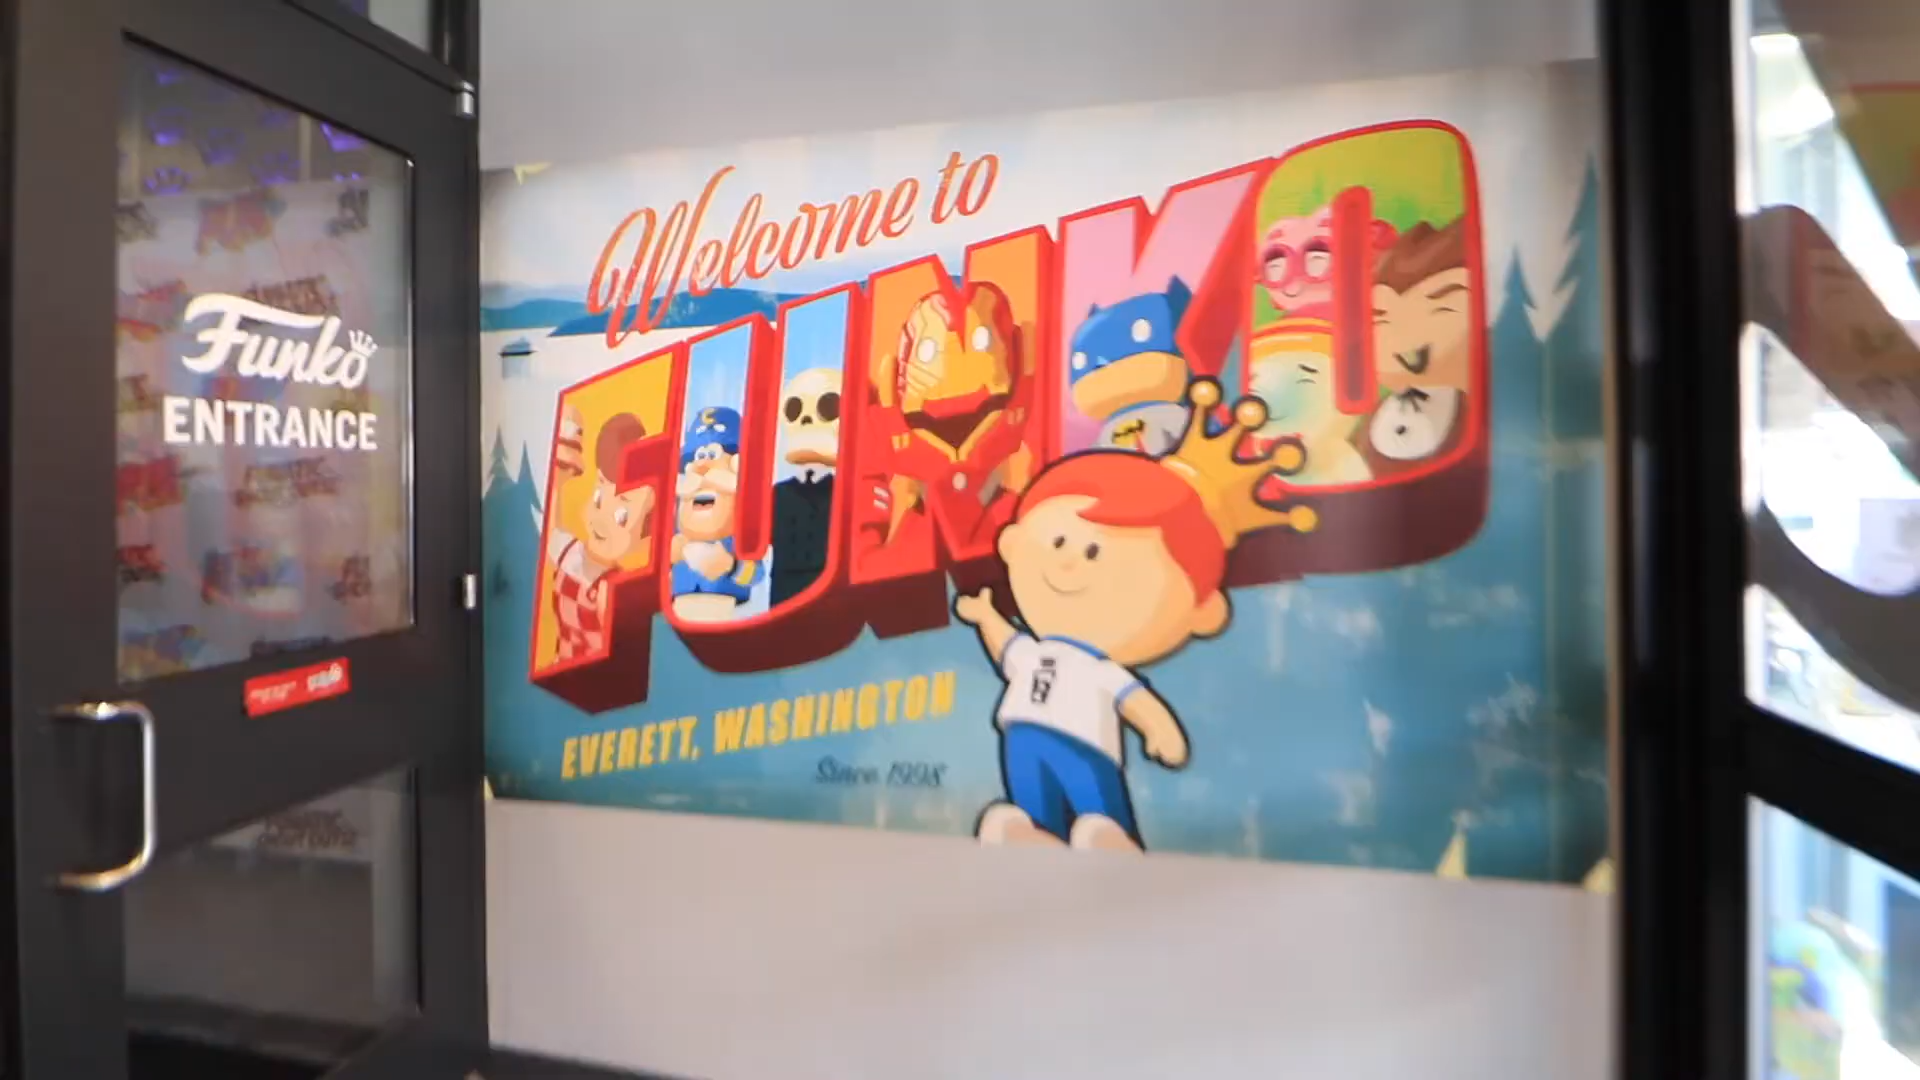 Funko
ENTRANCE
Welcome to
FUNKO
EVERETT, WASHINGTON
Since 1998